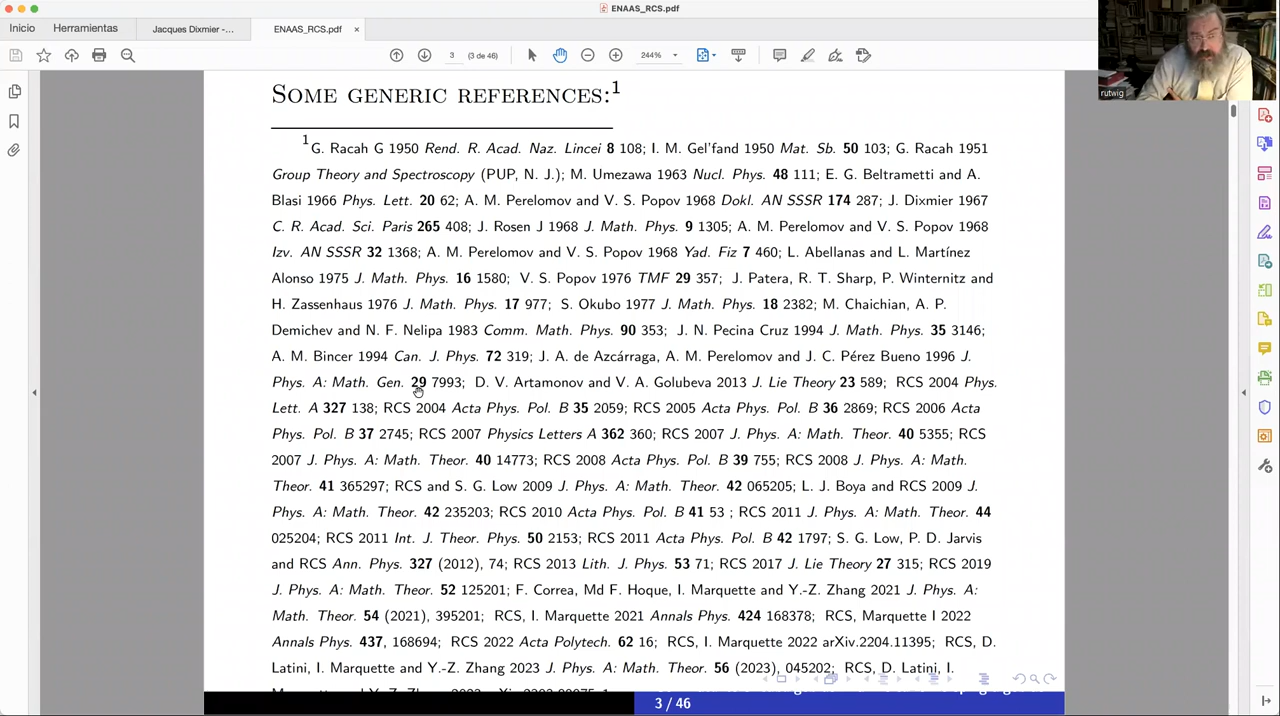 ENAAS_RCS.pdf
Inicio
Herramientas
Jacques Dixmier -...
ENAAS_RCS.pdf
3
(3 de 46)
244%
rutwig
SOME GENERIC REFERENCES:1
1G. Racah G 1950 Rend. R. Acad. Naz. Lincei 8 108; I. M. Gel'fand 1950 Mat. Sb. 50 103; G. Racah 1951
Group Theory and Spectroscopy (PUP, N. J.); M. Umezawa 1963 Nucl. Phys. 48 111; E. G. Beltrametti and A.
Blasi 1966 Phys. Lett. 20 62; A. M. Perelomov and V. S. Popov 1968 Dokl. AN SSSR 174 287; J. Dixmier 1967
C. R. Acad. Sci. Paris 265 408; J. Rosen J 1968 J. Math. Phys. 9 1305; A. M. Perelomov and V. S. Popov 1968
Izv. AN SSSR 32 1368; A. M. Perelomov and V. S. Popov 1968 Yad. Fiz 7 460; L. Abellanas and L. Martínez
Alonso 1975 J. Math. Phys. 16 1580; V. S. Popov 1976 TMF 29 357; J. Patera, R. T. Sharp, P. Winternitz and
H. Zassenhaus 1976 J. Math. Phys. 17 977; S. Okubo 1977 J. Math. Phys. 18 2382; M. Chaichian, A. P.
Demichev and N. F. Nelipa 1983 Comm. Math. Phys. 90 353; J. N. Pecina Cruz 1994 J. Math. Phys. 35 3146;
A. M. Bincer 1994 Can. J. Phys. 72 319; J. A. de Azcárraga, A. M. Perelomov and J. C. Pérez Bueno 1996 J.
Phys. A: Math. Gen. 29 7993; D. V. Artamonov and V. A. Golubeva 2013 J. Lie Theory 23 589; RCS 2004 Phys.
Lett. A 327 138; RCS 2004 Acta Phys. Pol. B 35 2059; RCS 2005 Acta Phys. Pol. B 36 2869; RCS 2006 Acta
Phys. Pol. B 37 2745; RCS 2007 Physics Letters A 362 360; RCS 2007 J. Phys. A: Math. Theor. 40 5355; RCS
2007 J. Phys. A: Math. Theor. 40 14773; RCS 2008 Acta Phys. Pol. B 39 755; RCS 2008 J. Phys. A: Math.
Theor. 41 365297; RCS and S. G. Low 2009 J. Phys. A: Math. Theor. 42 065205; L. J. Boya and RCS 2009 J.
Phys. A: Math. Theor. 42 235203; RCS 2010 Acta Phys. Pol. B 41 53 ; RCS 2011 J. Phys. A: Math. Theor. 44
025204; RCS 2011 Int. J. Theor. Phys. 50 2153; RCS 2011 Acta Phys. Pol. B 42 1797; S. G. Low, P. D. Jarvis
and RCS Ann. Phys. 327 (2012), 74; RCS 2013 Lith. J. Phys. 53 71; RCS 2017 J. Lie Theory 27 315; RCS 2019
J. Phys. A: Math. Theor. 52 125201; F. Correa, Md F. Hoque, I. Marquette and Y.-Z. Zhang 2021 J. Phys. A:
Math. Theor. 54 (2021), 395201; RCS, I. Marquette 2021 Annals Phys. 424 168378; RCS, Marquette I 2022
Annals Phys. 437, 168694; RCS 2022 Acta Polytech. 62 16; RCS, I. Marquette 2022 arXiv.2204.11395; RCS, D.
Latini, I. Marquette and Y.-Z. Zhang 2023 J. Phys. A: Math. Theor. 56 (2023), 045202; RCS, D. Latini, I.
3 / 46